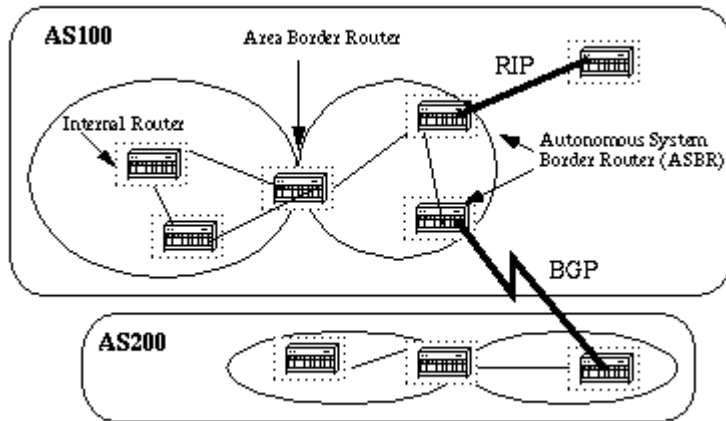 AS100
Area Border Router
RIP
Internal Router
Autonomous System
Border Router (ASBR)
BGP
AS200